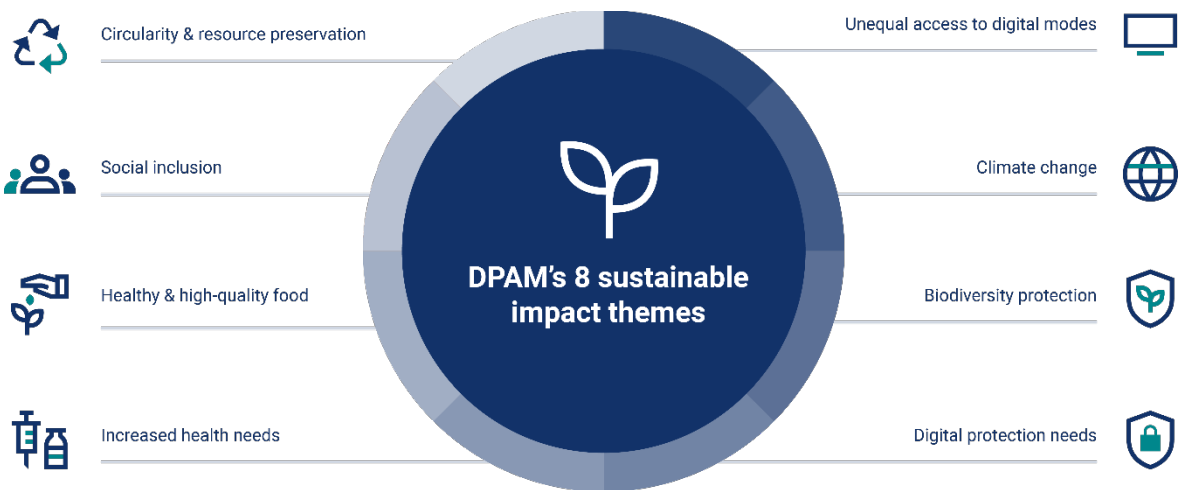 Circularity & resource preservation
Social inclusion
Healthy & high-quality food
Increased health needs
DPAM’s 8 sustainable
impact themes
Unequal access to digital modes
Climate change
Biodiversity protection
Digital protection needs